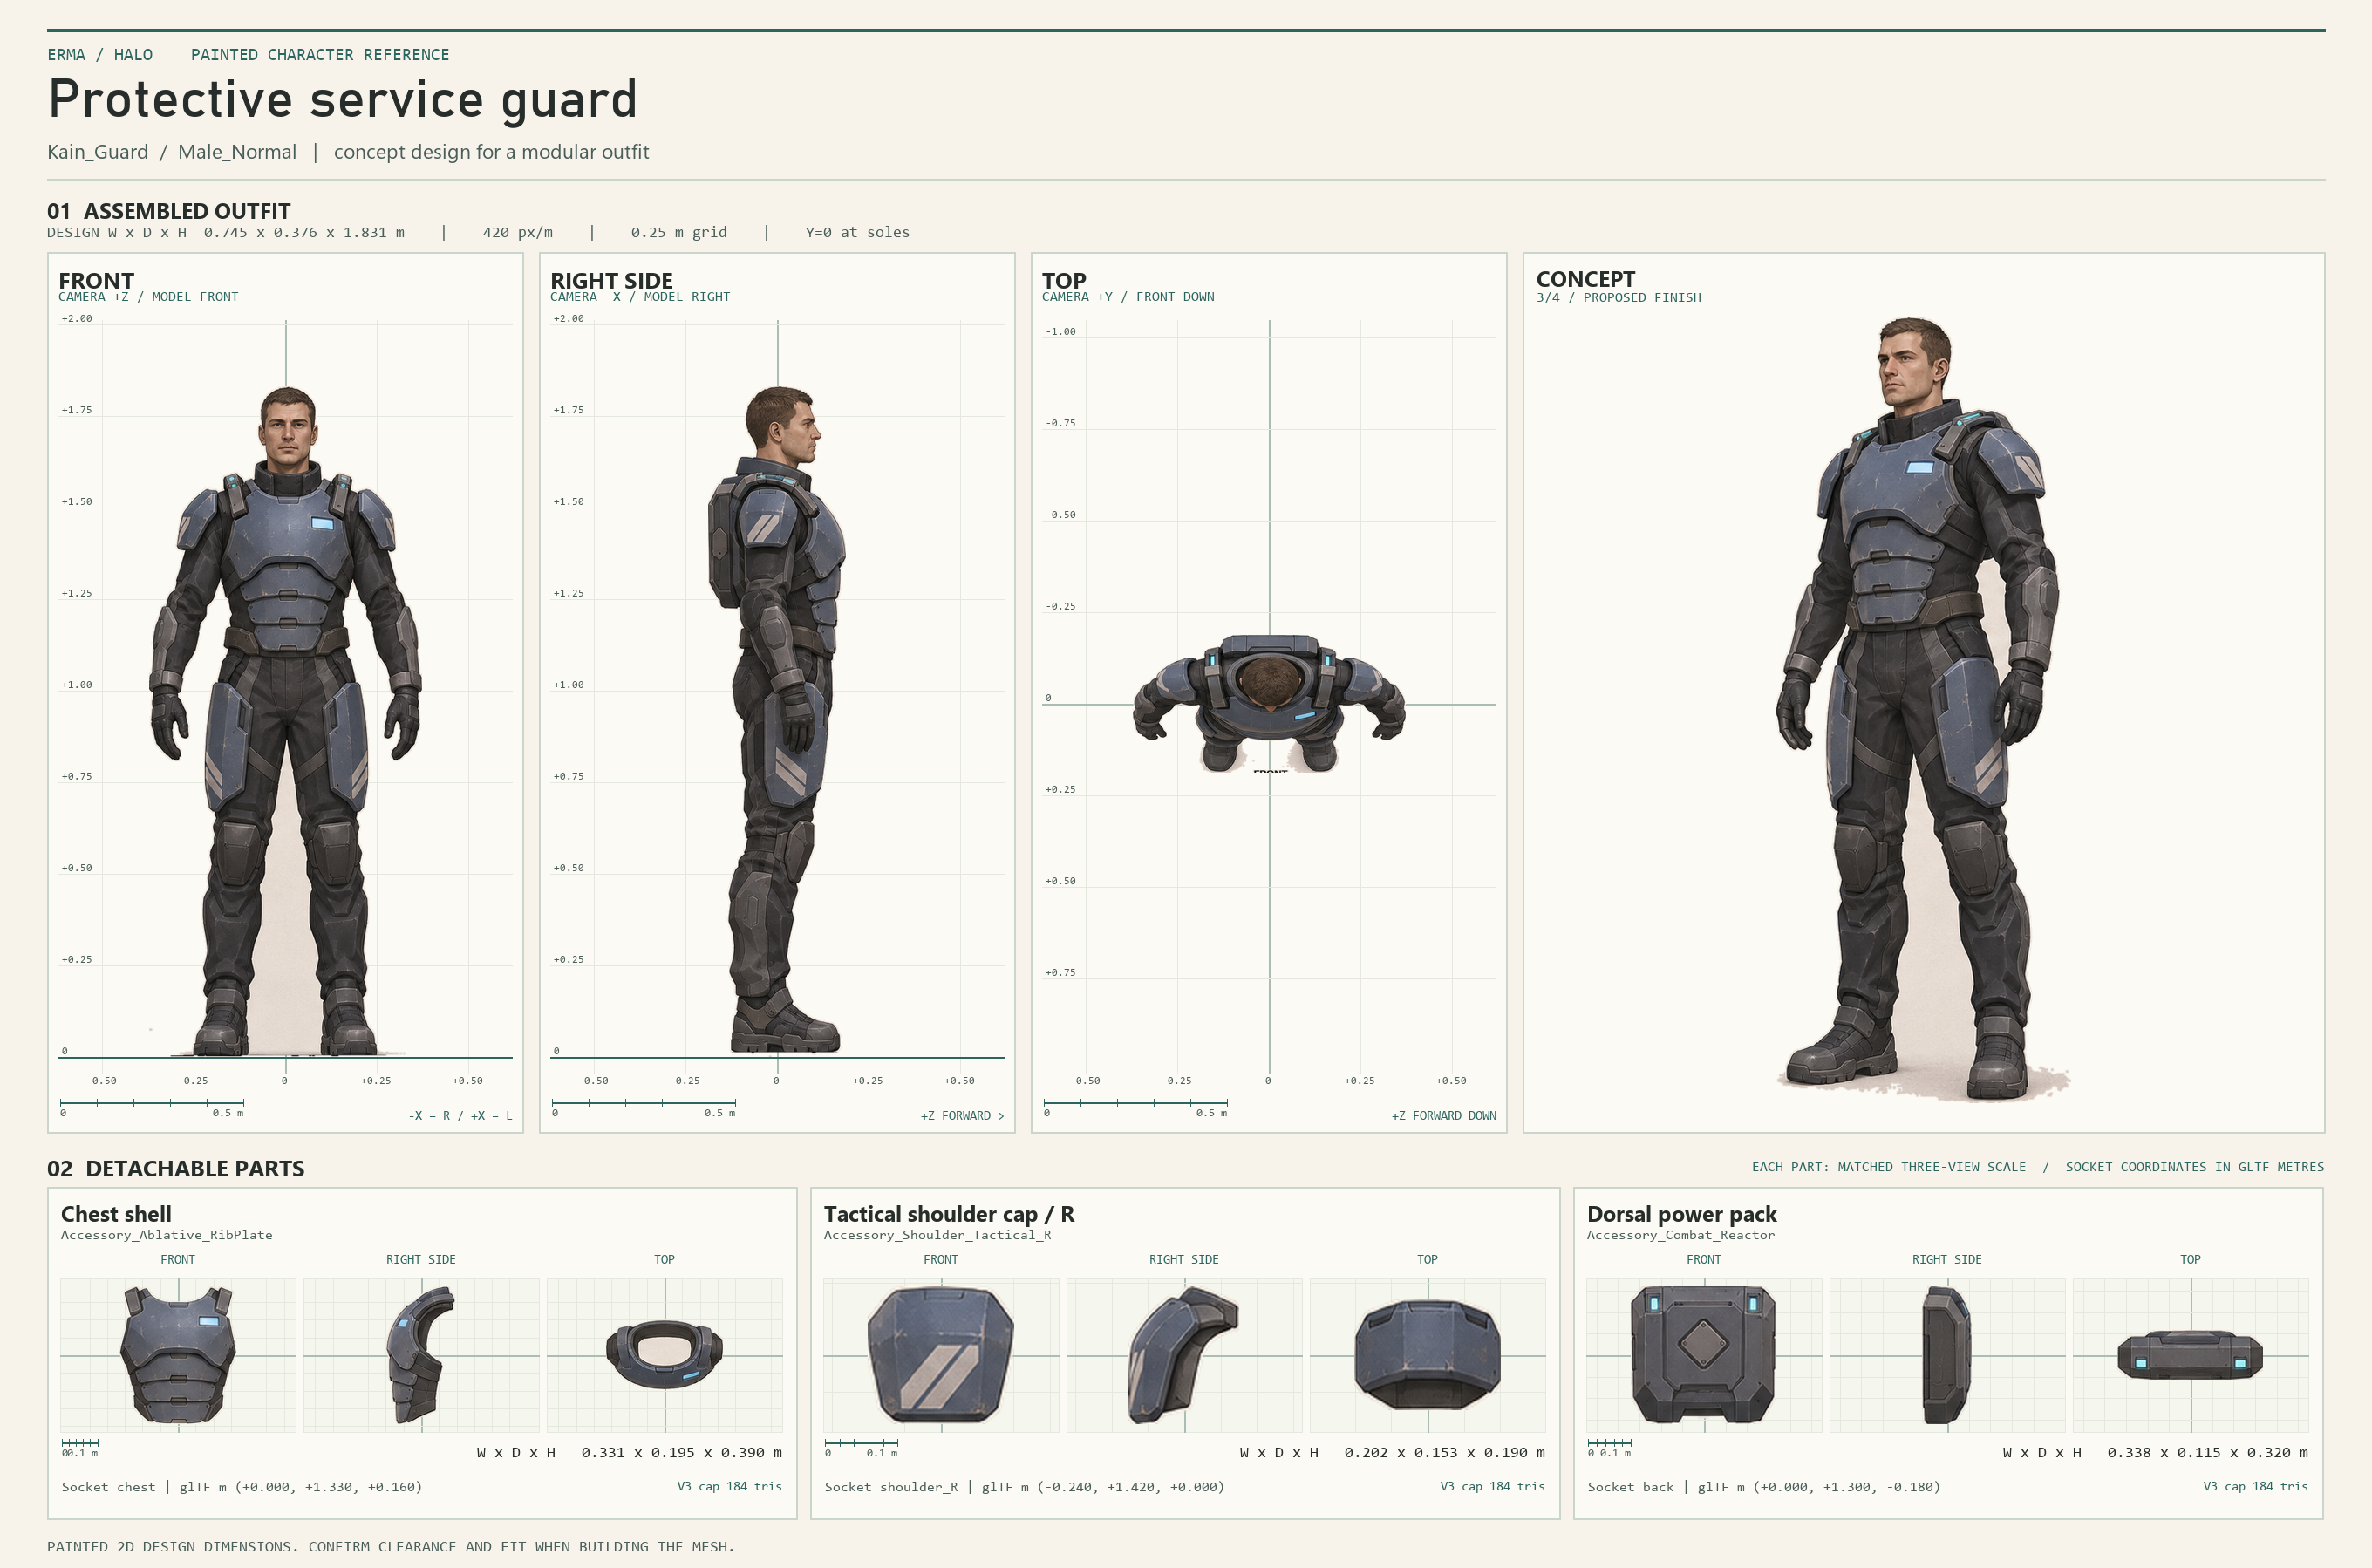 ERMA / HALO    PAINTED CHARACTER REFERENCE
Protective service guard
Kain_Guard / Male_Normal | concept design for a modular outfit
01 ASSEMBLED OUTFIT
DESIGN W x D x H 0.745 x 0.376 x 1.831 m | 420 px/m | 0.25 m grid | Y=0 at soles
FRONT
CAMERA +Z / MODEL FRONT
+2.00
+1.75
+1.50
+1.25
+1.00
+0.75
+0.50
+0.25
0
-0.50 -0.25 0 +0.25 +0.50
0 0.5 m
-X = R / +X = L
RIGHT SIDE
CAMERA -X / MODEL RIGHT
+2.00
+1.75
+1.50
+1.25
+1.00
+0.75
+0.50
+0.25
0
-0.50 -0.25 0 +0.25 +0.50
0 0.5 m
+Z FORWARD >
TOP
CAMERA +Y / FRONT DOWN
-1.00
-0.75
-0.50
-0.25
0
FRONT
+0.25
+0.50
+0.75
-0.50 -0.25 0 +0.25 +0.50
0 0.5 m
+Z FORWARD DOWN
CONCEPT
3/4 / PROPOSED FINISH
02 DETACHABLE PARTS
EACH PART: MATCHED THREE-VIEW SCALE / SOCKET COORDINATES IN GLTF METRES
Chest shell
Accessory_Ablative_RibPlate
FRONT RIGHT SIDE TOP
0 0.1 m
W x D x H 0.331 x 0.195 x 0.390 m
Socket chest | glTF m (+0.000, +1.330, +0.160)
V3 cap 184 tris
Tactical shoulder cap / R
Accessory_Shoulder_Tactical_R
FRONT RIGHT SIDE TOP
0 0.1 m
W x D x H 0.202 x 0.153 x 0.190 m
Socket shoulder_R | glTF m (-0.240, +1.420, +0.000)
V3 cap 184 tris
Dorsal power pack
Accessory_Combat_Reactor
FRONT RIGHT SIDE TOP
0 0.1 m
W x D x H 0.338 x 0.115 x 0.320 m
Socket back | glTF m (+0.000, +1.300, -0.180)
V3 cap 184 tris
PAINTED 2D DESIGN DIMENSIONS. CONFIRM CLEARANCE AND FIT WHEN BUILDING THE MESH.